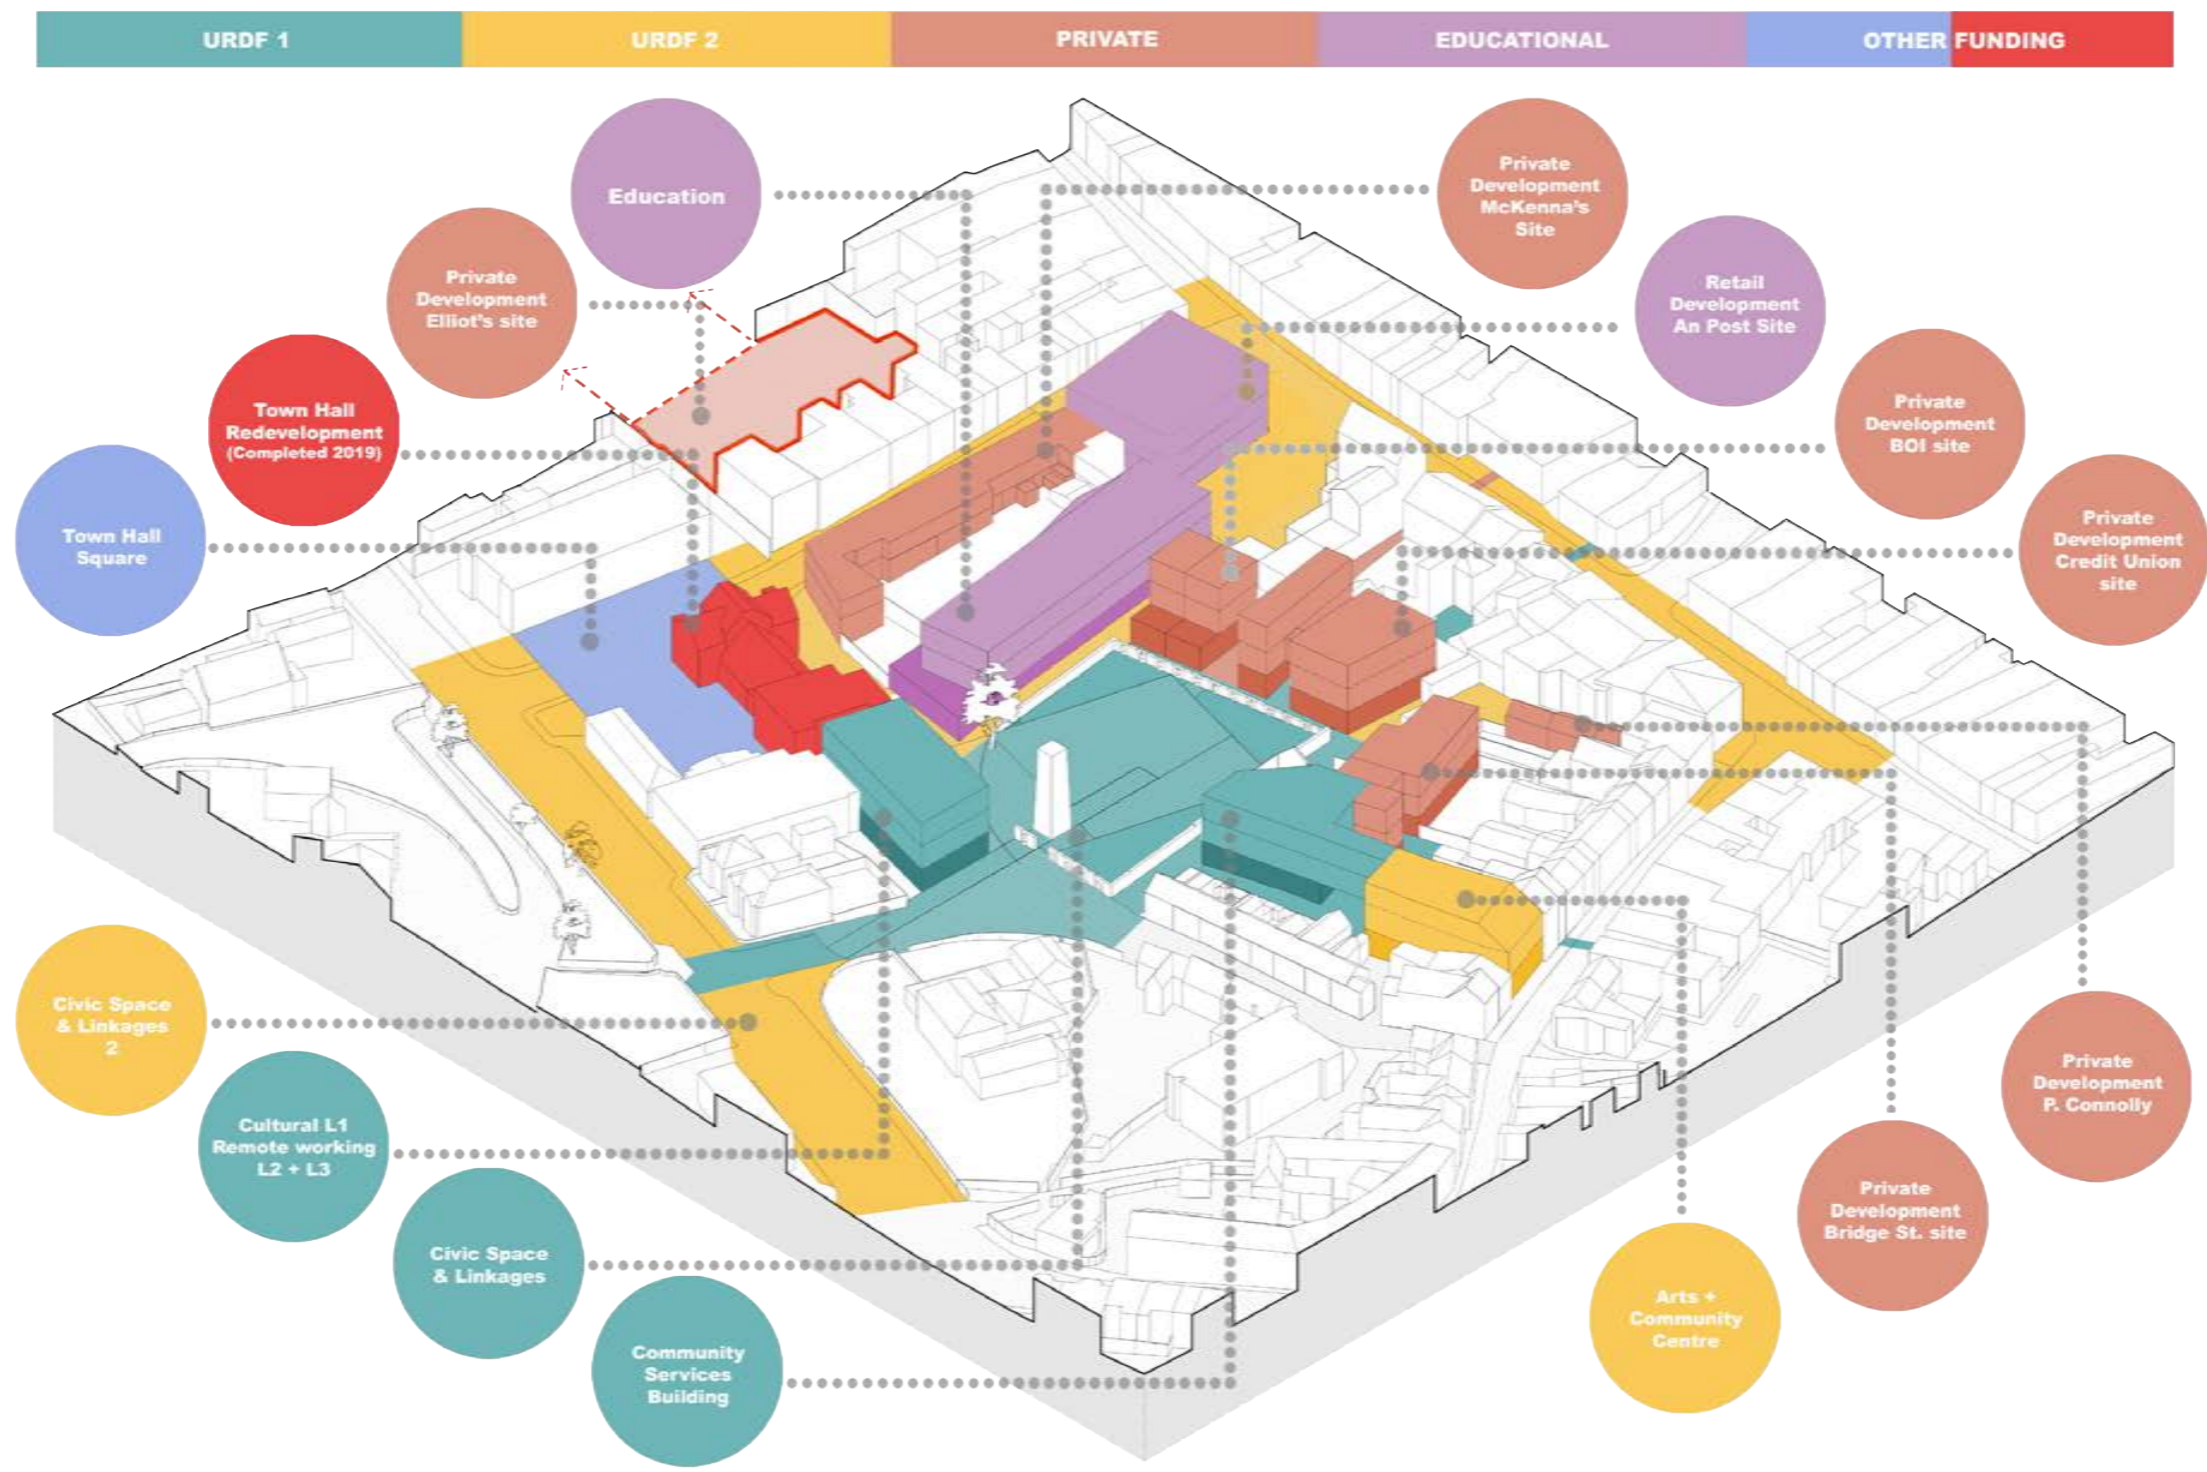 URDF 1
URDF 2
PRIVATE
EDUCATIONAL
OTHER FUNDING
Education
Private
Development
McKenna's
Site
Private
Development
Elliot's site
Retail
Development
An Post Site
Town Hall
Redevelopment
(Completed 2019)
Private
Development
BOI site
Town Hall
Square
Private
Development
Credit Union
site
Civic Space
& Linkages
2
Cultural L1
Remote working
L2 + L3
Civic Space
& Linkages
Community
Services
Building
Arts +
Community
Centre
Private
Development
Bridge St. site
Private
Development
P. Connolly